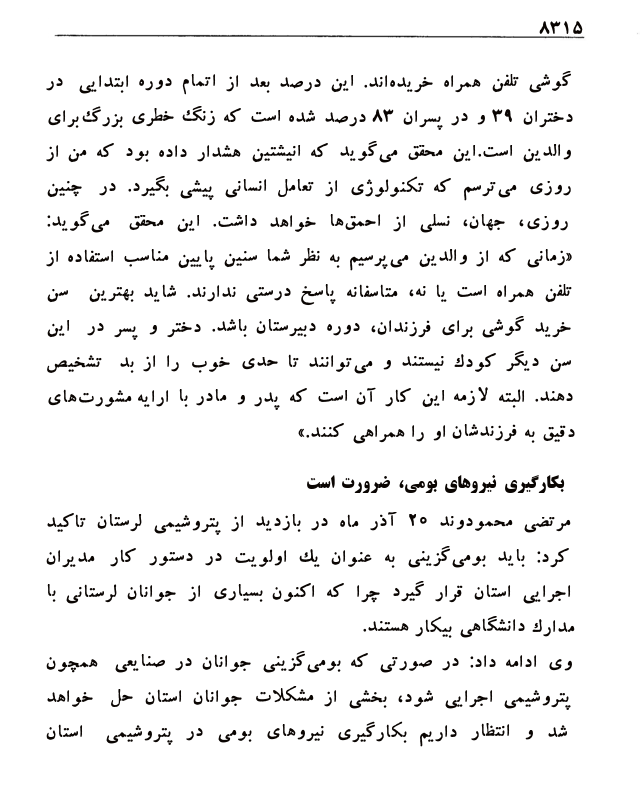 ۸۳۱۵
گوشی تلفن همراه خریده‌اند. این درصد بعد از اتمام دوره ابتدایی در
دختران ۳۹ و در پسران ۸۳ درصد شده است که زنگ خطری بزرگ برای
والدین است.این محقق می‌گوید که انیشتین هشدار داده بود که من از
روزی می‌ترسم که تکنولوژی از تعامل انسانی پیشی بگیرد. در چنین
روزی، جهان، نسلی از احمق‌ها خواهد داشت. این محقق می‌گوید:
«زمانی که از والدین می‌پرسیم به نظر شما سنین پایین مناسب استفاده از
تلفن همراه است یا نه، متاسفانه پاسخ درستی ندارند. شاید بهترین سن
خرید گوشی برای فرزندان، دوره دبیرستان باشد. دختر و پسر در این
سن دیگر کودك نیستند و می‌توانند تا حدی خوب را از بد تشخیص
دهند. البته لازمه این کار آن است که پدر و مادر با ارایه مشورت‌های
دقیق به فرزندشان او را همراهی کنند.»
بکارگیری نیروهای بومی، ضرورت است
مرتضی محمودوند ۲۰ آذر ماه در بازدید از پتروشیمی لرستان تاکید
کرد: باید بومی‌گزینی به عنوان یك اولویت در دستور کار مدیران
اجرایی استان قرار گیرد چرا که اکنون بسیاری از جوانان لرستانی با
مدارك دانشگاهی بیکار هستند.
وی ادامه داد: در صورتی که بومی‌گزینی جوانان در صنایعی همچون
پتروشیمی اجرایی شود، بخشی از مشکلات جوانان استان حل خواهد
شد و انتظار داریم بکارگیری نیروهای بومی در پتروشیمی استان